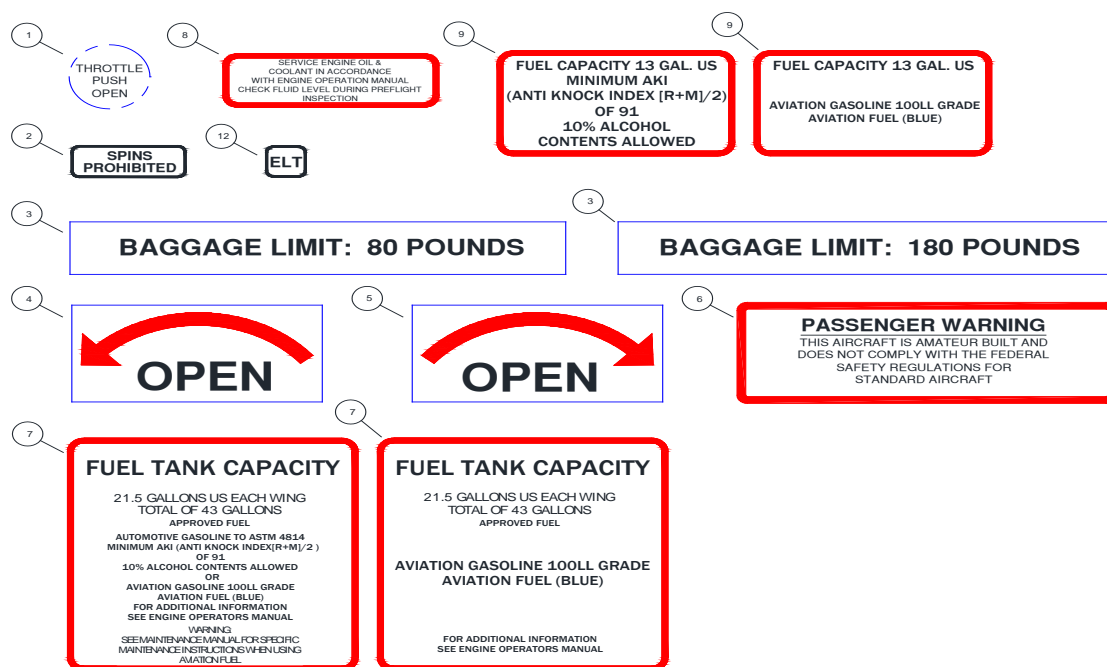 1
THROTTLE
PUSH
OPEN
8
SERVICE ENGINE OIL &
COOLANT IN ACCORDANCE
WITH ENGINE OPERATION MANUAL
CHECK FLUID LEVEL DURING PREFLIGHT
INSPECTION
9
FUEL CAPACITY 13 GAL. US
MINIMUM AKI
(ANTI KNOCK INDEX [R+M]/2)
OF 91
10% ALCOHOL
CONTENTS ALLOWED
9
FUEL CAPACITY 13 GAL. US
AVIATION GASOLINE 100LL GRADE
AVIATION FUEL (BLUE)
2
SPINS
PROHIBITED
12
ELT
3
BAGGAGE LIMIT: 80 POUNDS
3
BAGGAGE LIMIT: 180 POUNDS
4
OPEN
5
OPEN
6
PASSENGER WARNING
THIS AIRCRAFT IS AMATEUR BUILT AND
DOES NOT COMPLY WITH THE FEDERAL
SAFETY REGULATIONS FOR
STANDARD AIRCRAFT
7
FUEL TANK CAPACITY
21.5 GALLONS US EACH WING
TOTAL OF 43 GALLONS
APPROVED FUEL
AUTOMOTIVE GASOLINE TO ASTM 4814
MINIMUM AKI (ANTI KNOCK INDEX[R+M]/2 )
OF 91
10% ALCOHOL CONTENTS ALLOWED
OR
AVIATION GASOLINE 100LL GRADE
AVIATION FUEL (BLUE)
FOR ADDITIONAL INFORMATION
SEE ENGINE OPERATORS MANUAL
WARNING:
SEE MAINTENANCE MANUAL FOR SPECIFIC
MAINTENANCE INSTRUCTIONS WHEN USING
AVIATION FUEL
7
FUEL TANK CAPACITY
21.5 GALLONS US EACH WING
TOTAL OF 43 GALLONS
APPROVED FUEL
AVIATION GASOLINE 100LL GRADE
AVIATION FUEL (BLUE)
FOR ADDITIONAL INFORMATION
SEE ENGINE OPERATORS MANUAL